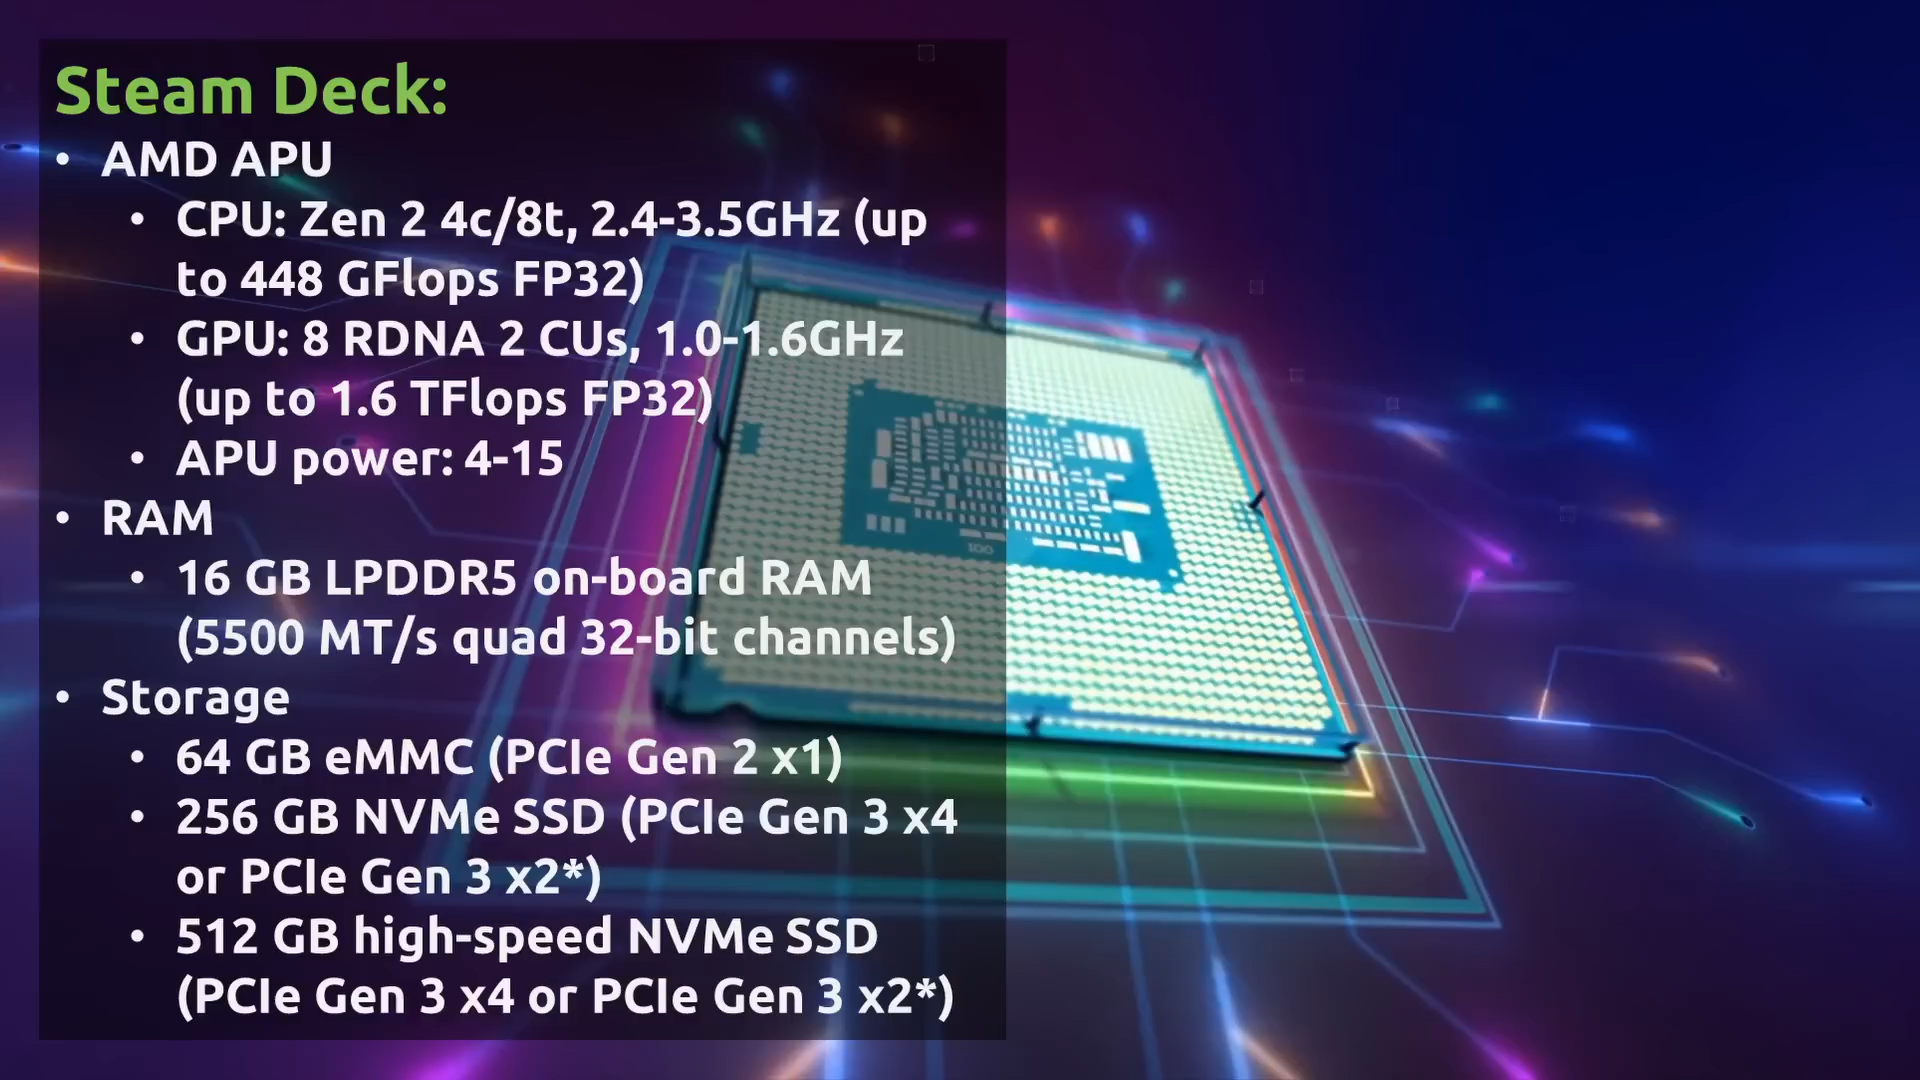 Steam Deck:
• AMD APU
• CPU: Zen 2 4c/8t, 2.4-3.5GHz (up
to 448 GFlops FP32)
• GPU: 8 RDNA 2 CUs, 1.0-1.6GHz
(up to 1.6 TFlops FP32)
• APU power: 4-15
• RAM
• 16 GB LPDDR5 on-board RAM
(5500 MT/s quad 32-bit channels)
• Storage
• 64 GB eMMC (PCIe Gen 2 x1)
• 256 GB NVMe SSD (PCIe Gen 3 x4
or PCIe Gen 3 x2*)
• 512 GB high-speed NVMe SSD
(PCIe Gen 3 x4 or PCIe Gen 3 x2*)